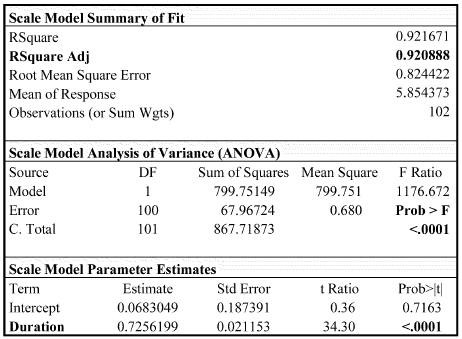 Scale Model Summary of Fit
RSquare 0.921671
RSquare Adj 0.920888
Root Mean Square Error 0.824422
Mean of Response 5.854373
Observations (or Sum Wgts) 102
Scale Model Analysis of Variance (ANOVA)
Source DF Sum of Squares Mean Square F Ratio
Model 1 799.75149 799.751 1176.672
Error 100 67.96724 0.680 Prob > F
C. Total 101 867.71873 <.0001
Scale Model Parameter Estimates
Term Estimate Std Error t Ratio Prob>|t|
Intercept 0.0683049 0.187391 0.36 0.7163
Duration 0.7256199 0.021153 34.30 <.0001